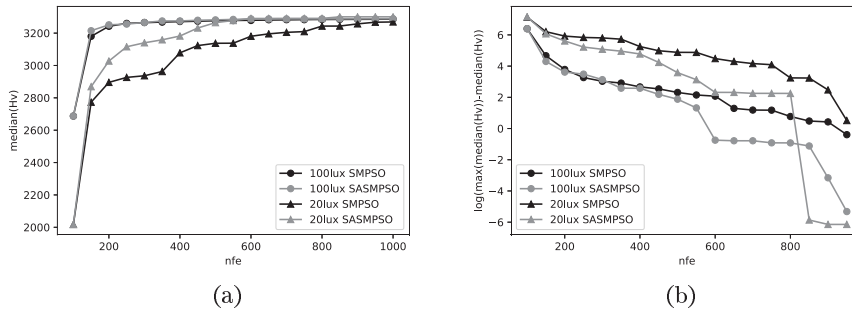 3200
3000
2800
2600
2400
2200
2000
median(Hv)
100lux SMPSO
100lux SASMPSO
20lux SMPSO
20lux SASMPSO
200 400 600 800 1000
nfe
(a)
6
4
2
0
−2
−4
−6
log(max(median(Hv))-median(Hv))
100lux SMPSO
100lux SASMPSO
20lux SMPSO
20lux SASMPSO
200 400 600 800
nfe
(b)